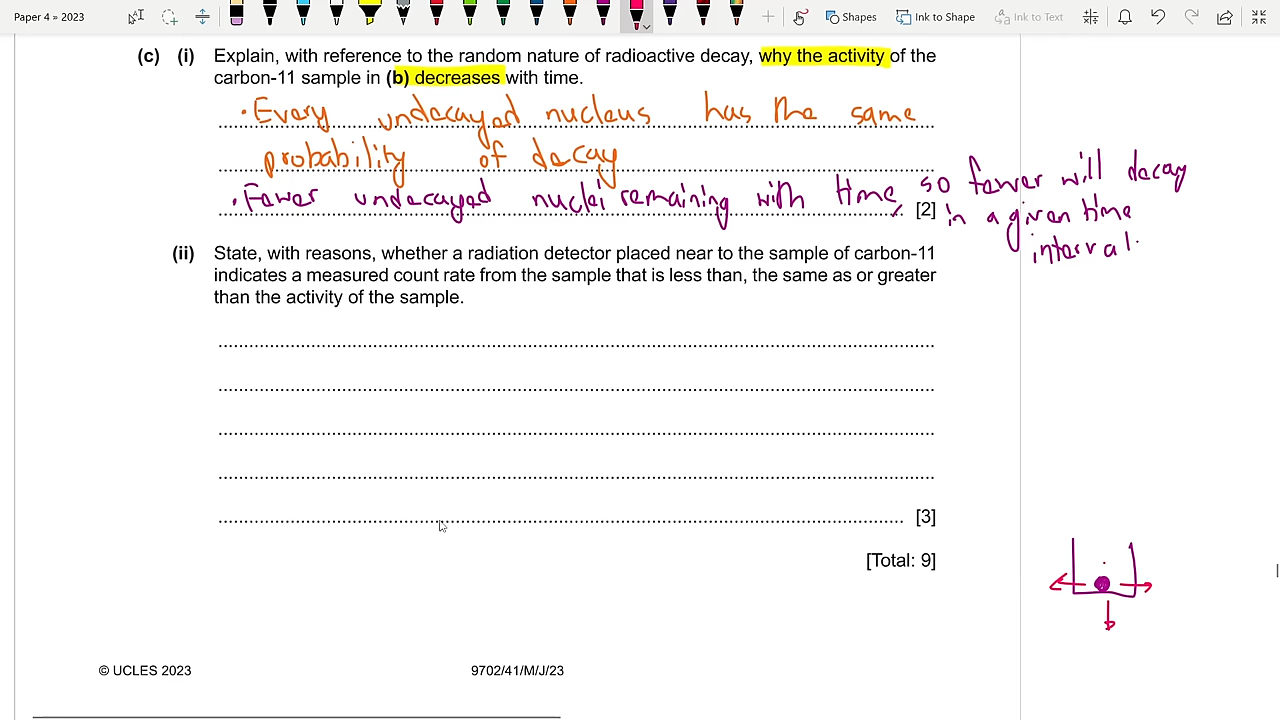 Paper 4 » 2023
Shapes
Ink to Shape
Ink to Text
(c) (i) Explain, with reference to the random nature of radioactive decay, why the activity of the
carbon-11 sample in (b) decreases with time.
• Every undecayed nucleus has the same
probability of decay
• Fewer undecayed nuclei remaining with time, so fewer will decay
[2]
in a given time
interval.
(ii) State, with reasons, whether a radiation detector placed near to the sample of carbon-11
indicates a measured count rate from the sample that is less than, the same as or greater
than the activity of the sample.
[3]
[Total: 9]
© UCLES 2023
9702/41/M/J/23